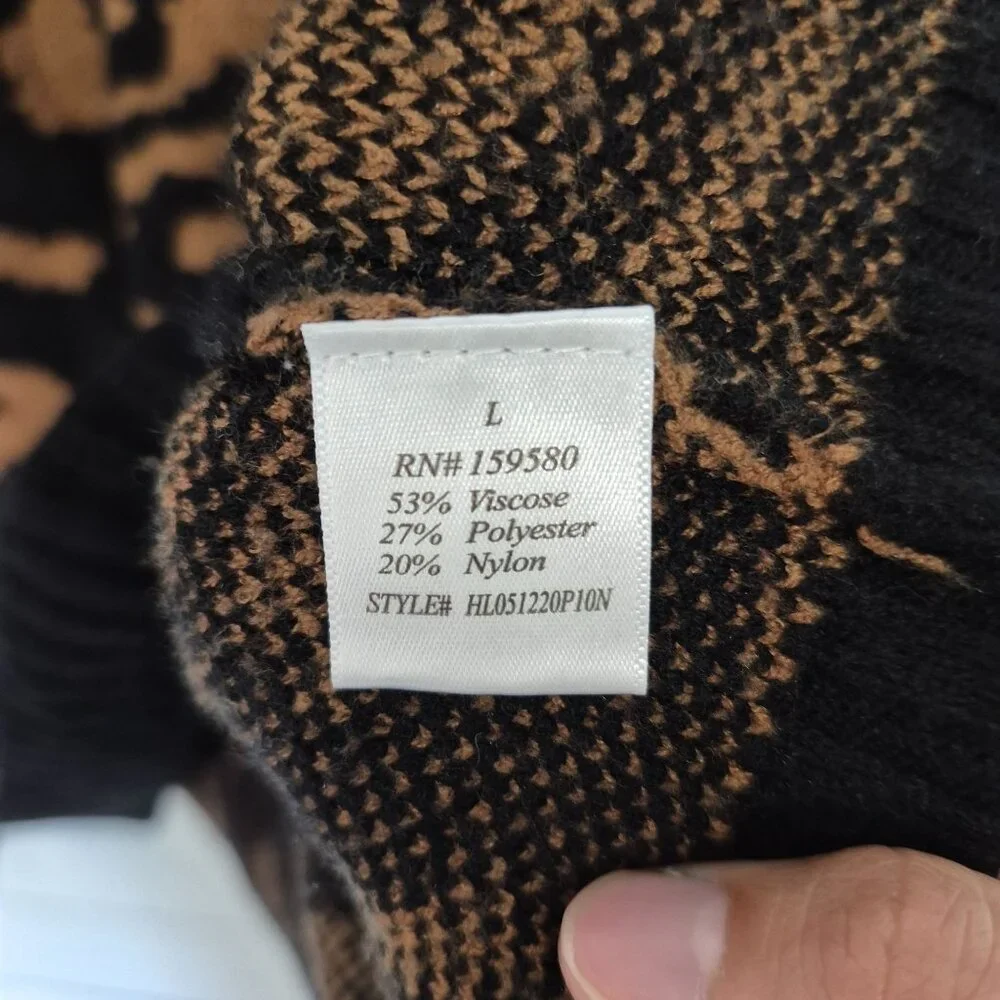 L
RN# 159580
53% Viscose
27% Polyester
20% Nylon
STYLE# HL051220P10N